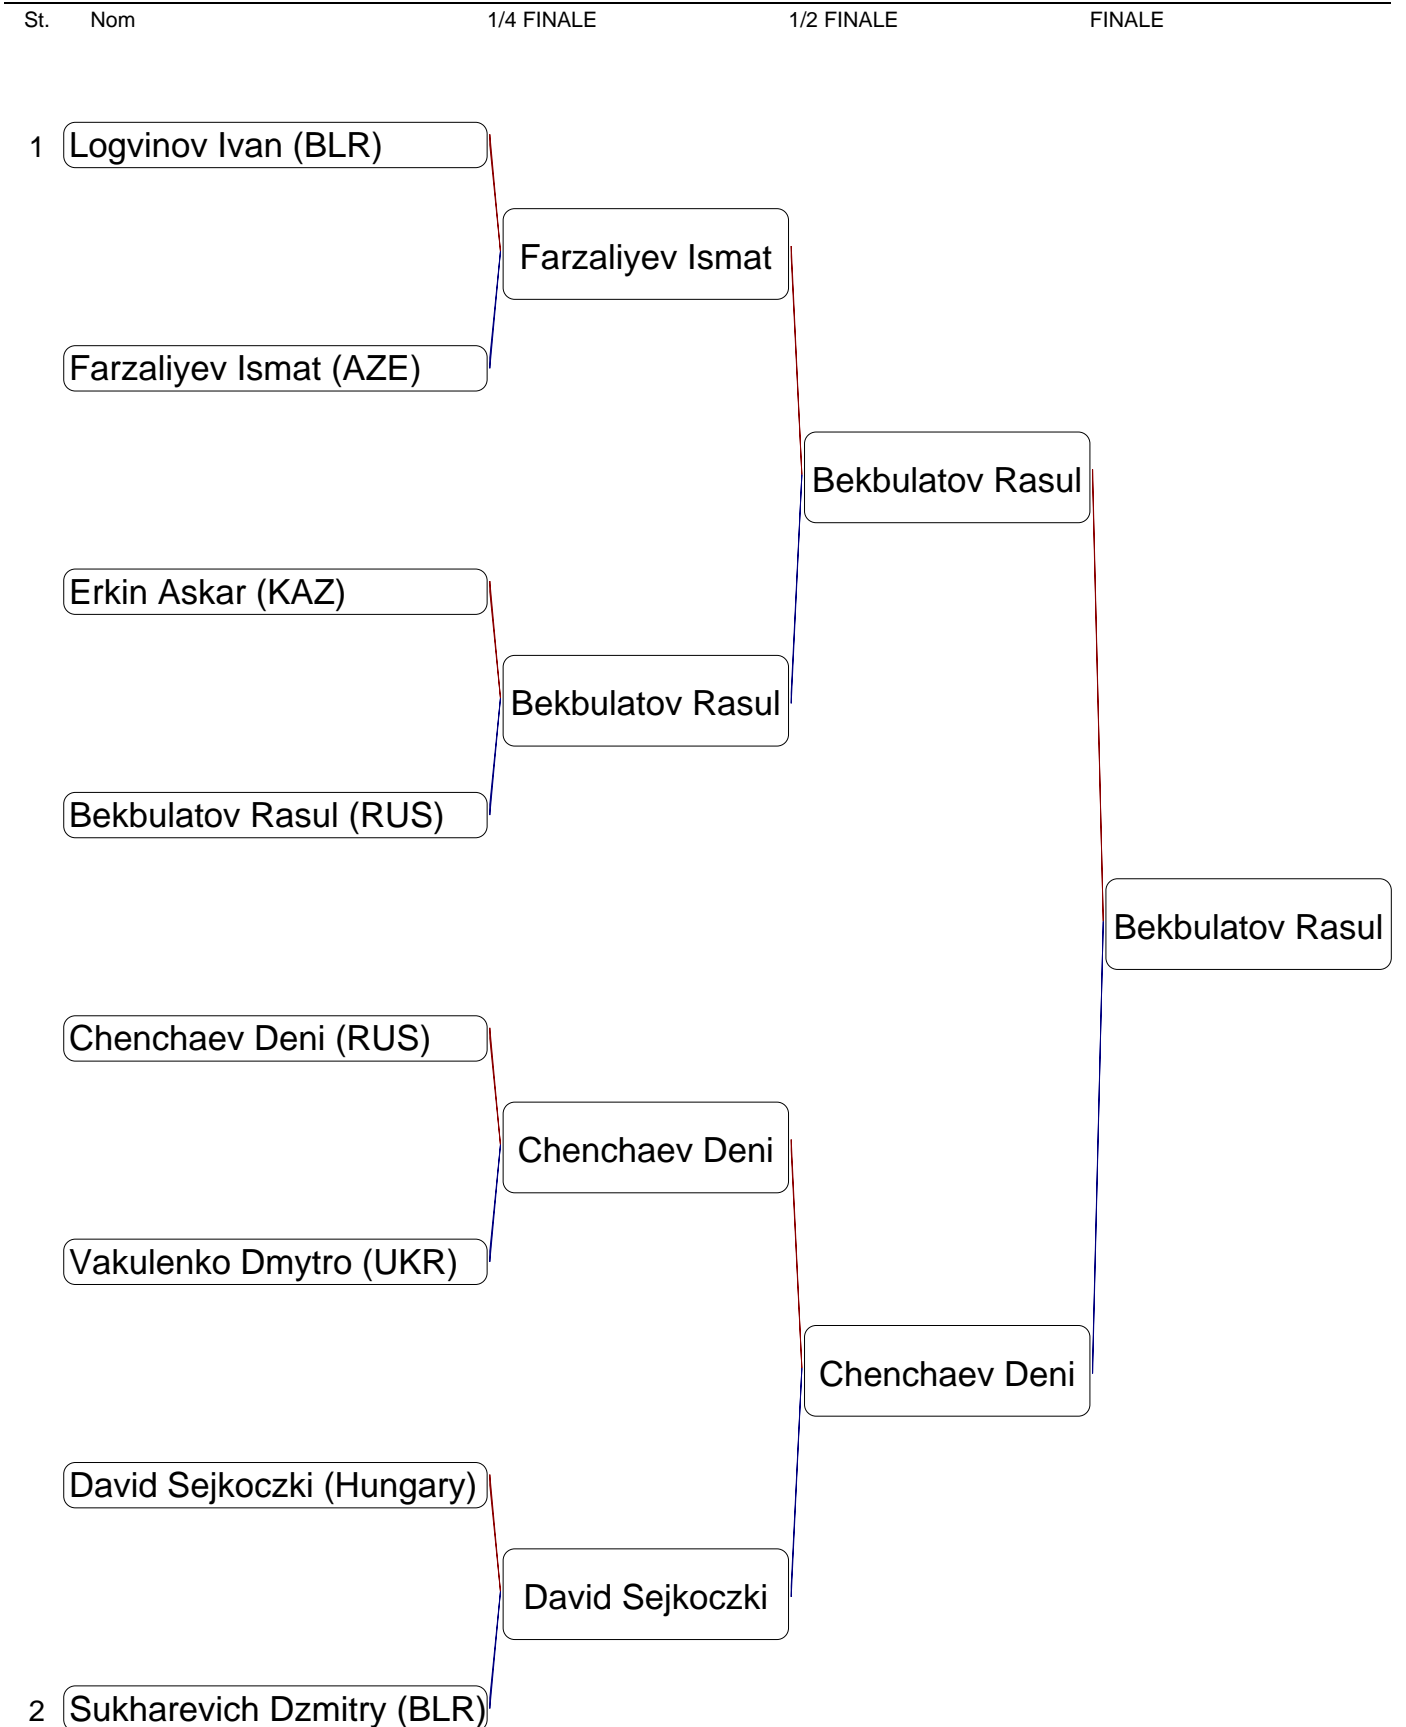 St. Nom 1/4 FINALE 1/2 FINALE FINALE
1 Logvinov Ivan (BLR)
Farzaliyev Ismat
Farzaliyev Ismat (AZE)
Bekbulatov Rasul
Erkin Askar (KAZ)
Bekbulatov Rasul
Bekbulatov Rasul (RUS)
Bekbulatov Rasul
Chenchaev Deni (RUS)
Chenchaev Deni
Vakulenko Dmytro (UKR)
Chenchaev Deni
David Sejkoczki (Hungary)
David Sejkoczki
2 Sukharevich Dzmitry (BLR)